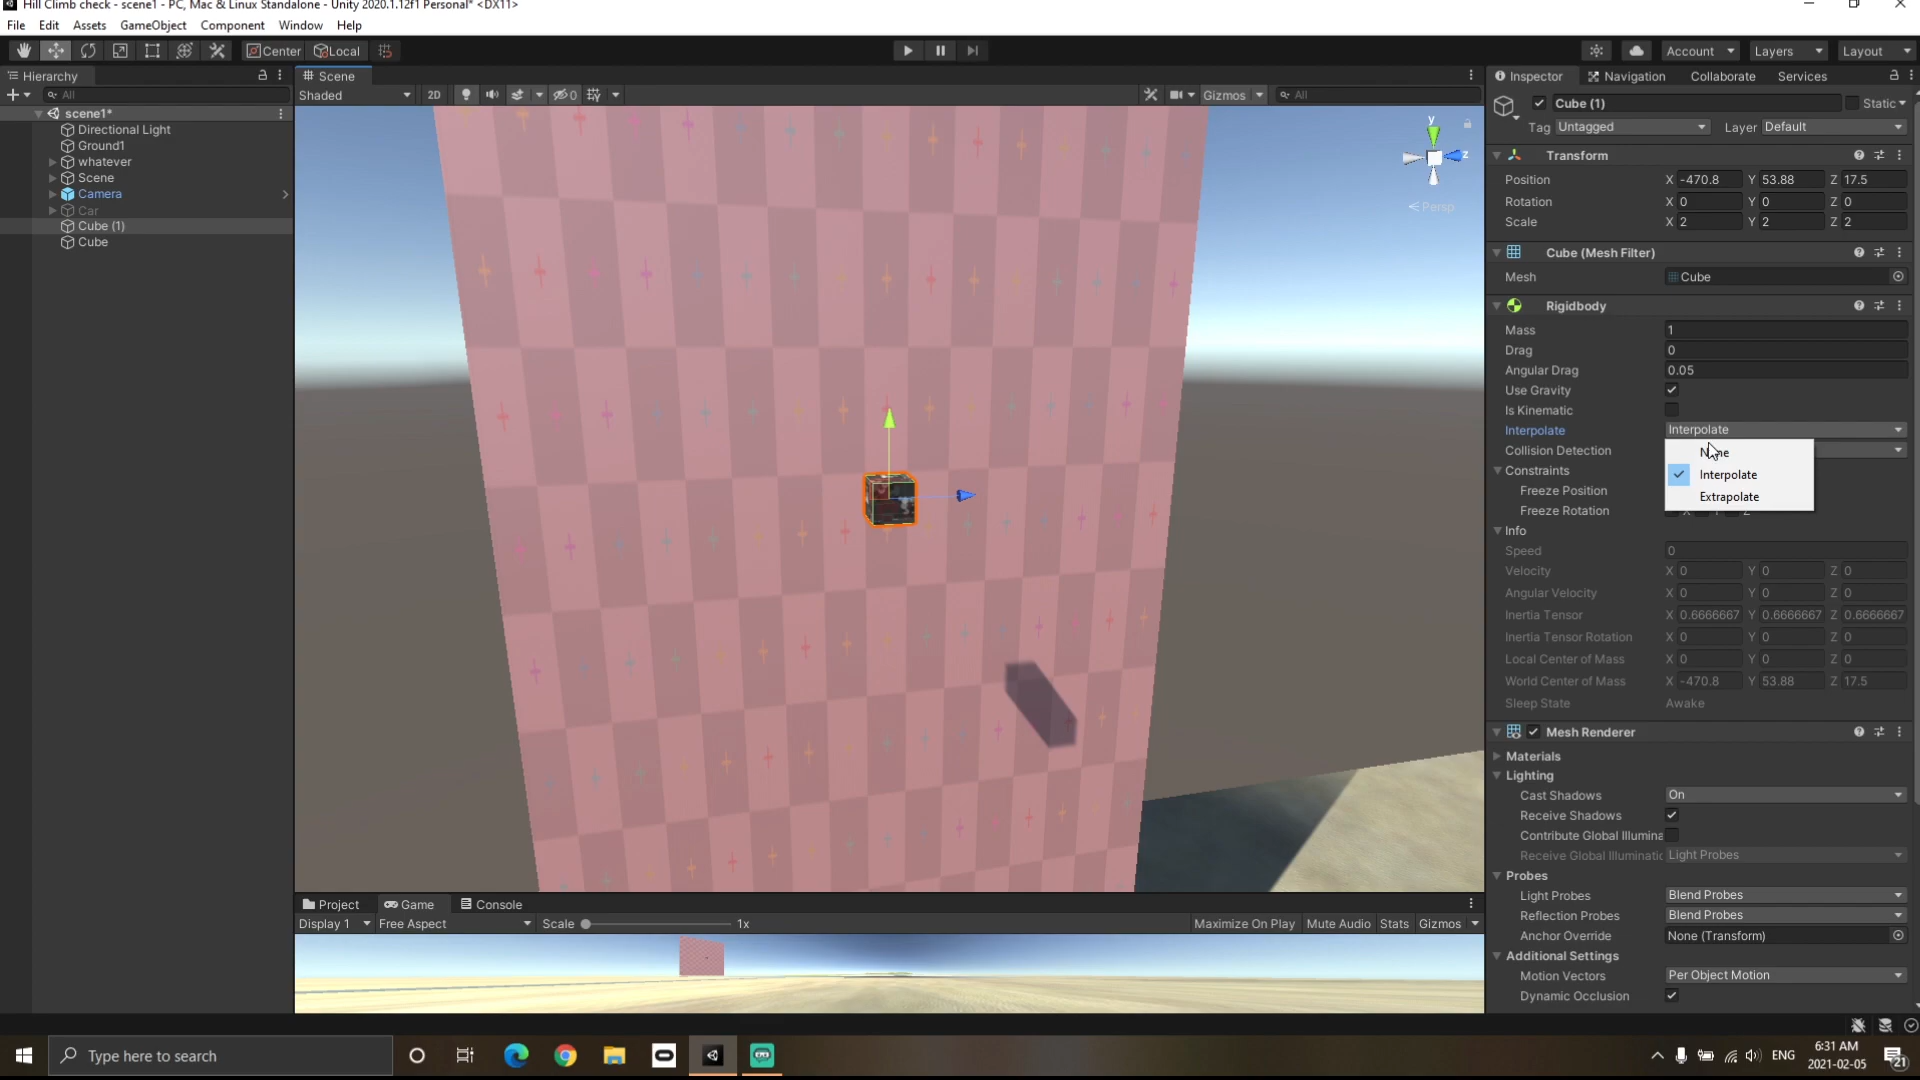 Hill Climb check - scene1 - PC, Mac & Linux Standalone - Unity 2020.1.12f1 Personal* <DX11>
File Edit Assets GameObject Component Window Help
Center Local Account Layers Layout
Hierarchy
All
scene1*
Directional Light
Ground1
whatever
Scene
Camera
Car
Cube (1)
Cube
Scene
Shaded 2D 0 Gizmos All
y
z
Persp
Project Game Console
Display 1 Free Aspect Scale 1x Maximize On Play Mute Audio Stats Gizmos
Inspector Navigation Collaborate Services
Cube (1) Static
Tag Untagged Layer Default
Transform
Position X -470.8 Y 53.88 Z 17.5
Rotation X 0 Y 0 Z 0
Scale X 2 Y 2 Z 2
Cube (Mesh Filter)
Mesh Cube
Rigidbody
Mass 1
Drag 0
Angular Drag 0.05
Use Gravity
Is Kinematic
Interpolate Interpolate
Collision Detection
None
Interpolate
Extrapolate
Constraints
Freeze Position
Freeze Rotation
Info
Speed 0
Velocity X 0 Y 0 Z 0
Angular Velocity X 0 Y 0 Z 0
Inertia Tensor X 0.6666667 Y 0.6666667 Z 0.6666667
Inertia Tensor Rotation X 0 Y 0 Z 0
Local Center of Mass X 0 Y 0 Z 0
World Center of Mass X -470.8 Y 53.88 Z 17.5
Sleep State Awake
Mesh Renderer
Materials
Lighting
Cast Shadows On
Receive Shadows
Contribute Global Illumina
Receive Global Illuminatic Light Probes
Probes
Light Probes Blend Probes
Reflection Probes Blend Probes
Anchor Override None (Transform)
Additional Settings
Motion Vectors Per Object Motion
Dynamic Occlusion
Type here to search
ENG
6:31 AM
2021-02-05
21